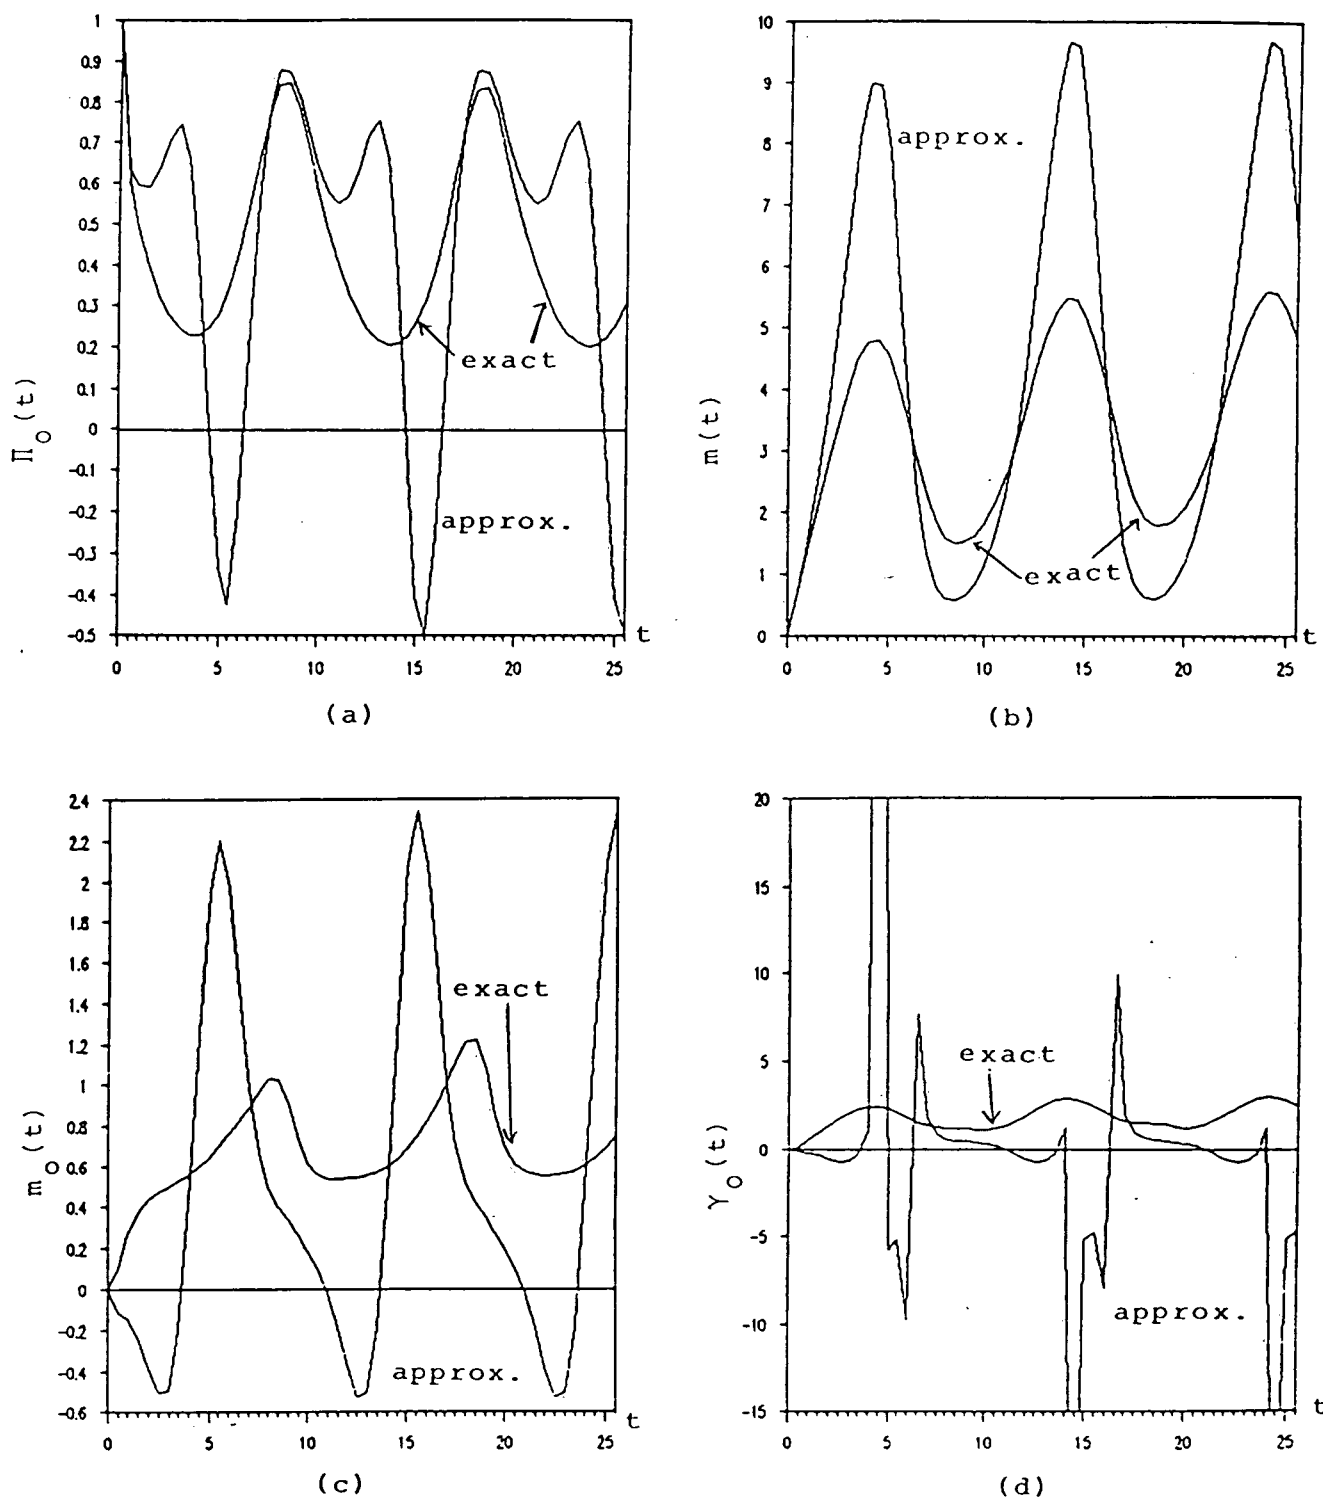 1
0.9
0.8
0.7
0.6
0.5
0.4
0.3
0.2
0.1
0
-0.1
-0.2
-0.3
-0.4
-0.5
Π₀(t)
exact
approx.
0 5 10 15 20 25 t
(a)
10
9
8
7
6
5
4
3
2
1
0
m(t)
approx.
exact
0 5 10 15 20 25 t
(b)
2.4
2.2
2
1.8
1.6
1.4
1.2
1
0.8
0.6
0.4
0.2
0
-0.2
-0.4
-0.6
m₀(t)
exact
approx.
0 5 10 15 20 25 t
(c)
20
15
10
5
0
-5
-10
-15
γ₀(t)
exact
approx.
0 5 10 15 20 25 t
(d)